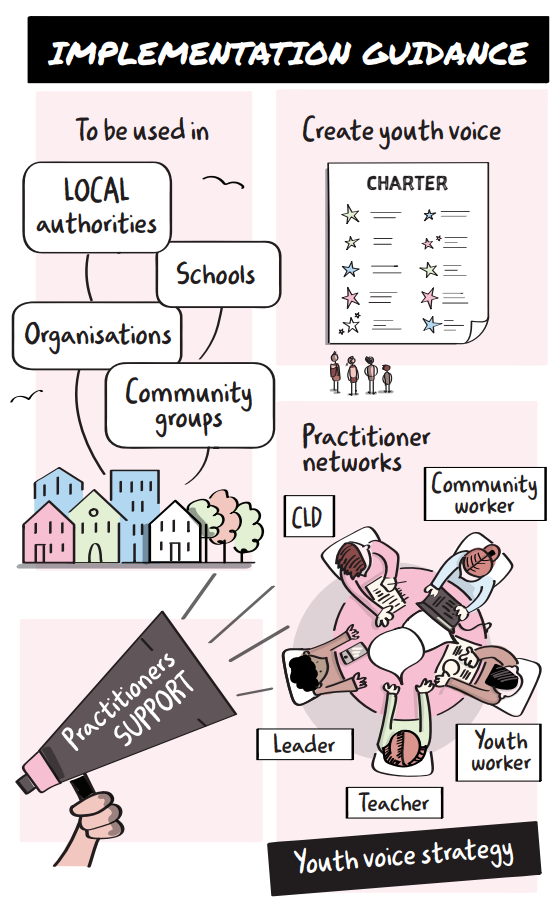 IMPLEMENTATION GUIDANCE
To be used in
LOCAL
authorities
Schools
Organisations
Community
groups
Create youth voice
CHARTER
Practitioner
networks
Community
worker
CLD
Leader
Youth
worker
Teacher
Practitioners
SUPPORT
Youth voice strategy